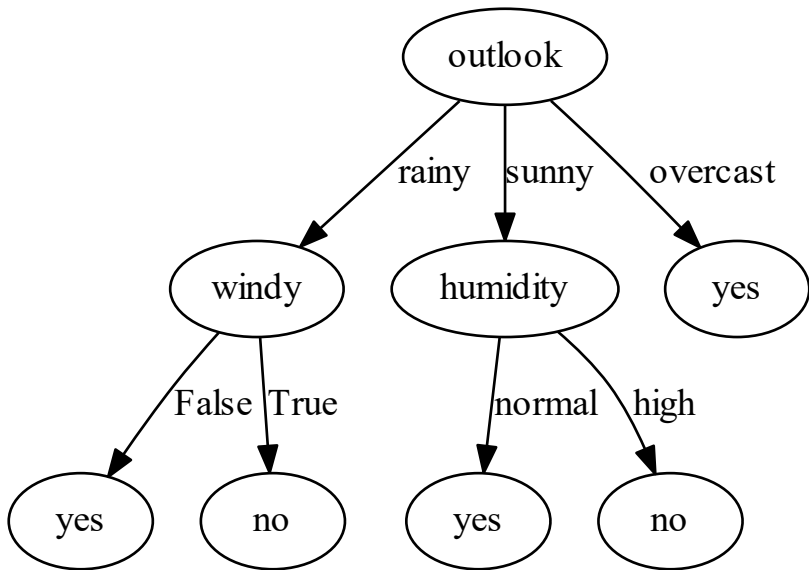 outlook
rainy sunny overcast
windy humidity yes
False True normal high
yes no yes no